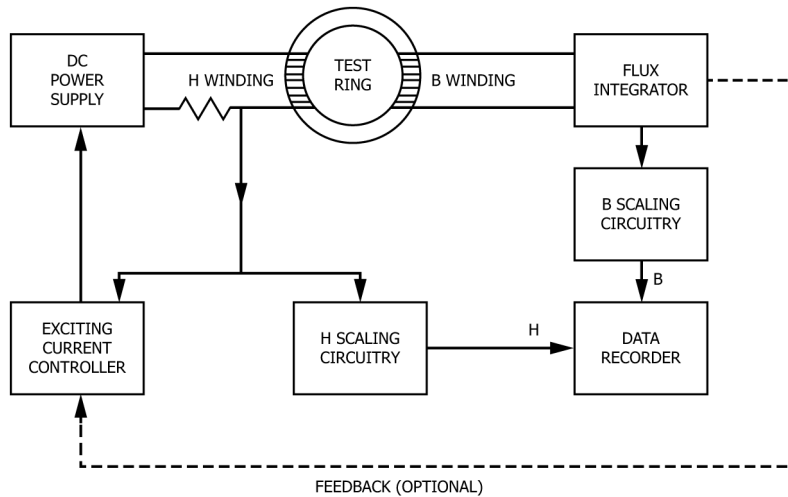 DC
POWER
SUPPLY
H WINDING
TEST
RING
B WINDING
FLUX
INTEGRATOR
B SCALING
CIRCUITRY
B
EXCITING
CURRENT
CONTROLLER
H SCALING
CIRCUITRY
H
DATA
RECORDER
FEEDBACK (OPTIONAL)